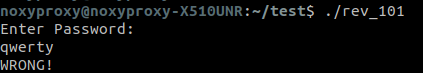 noxyproxy@noxyproxy-X510UNR:~/test$ ./rev_101
Enter Password:
qwerty
WRONG!